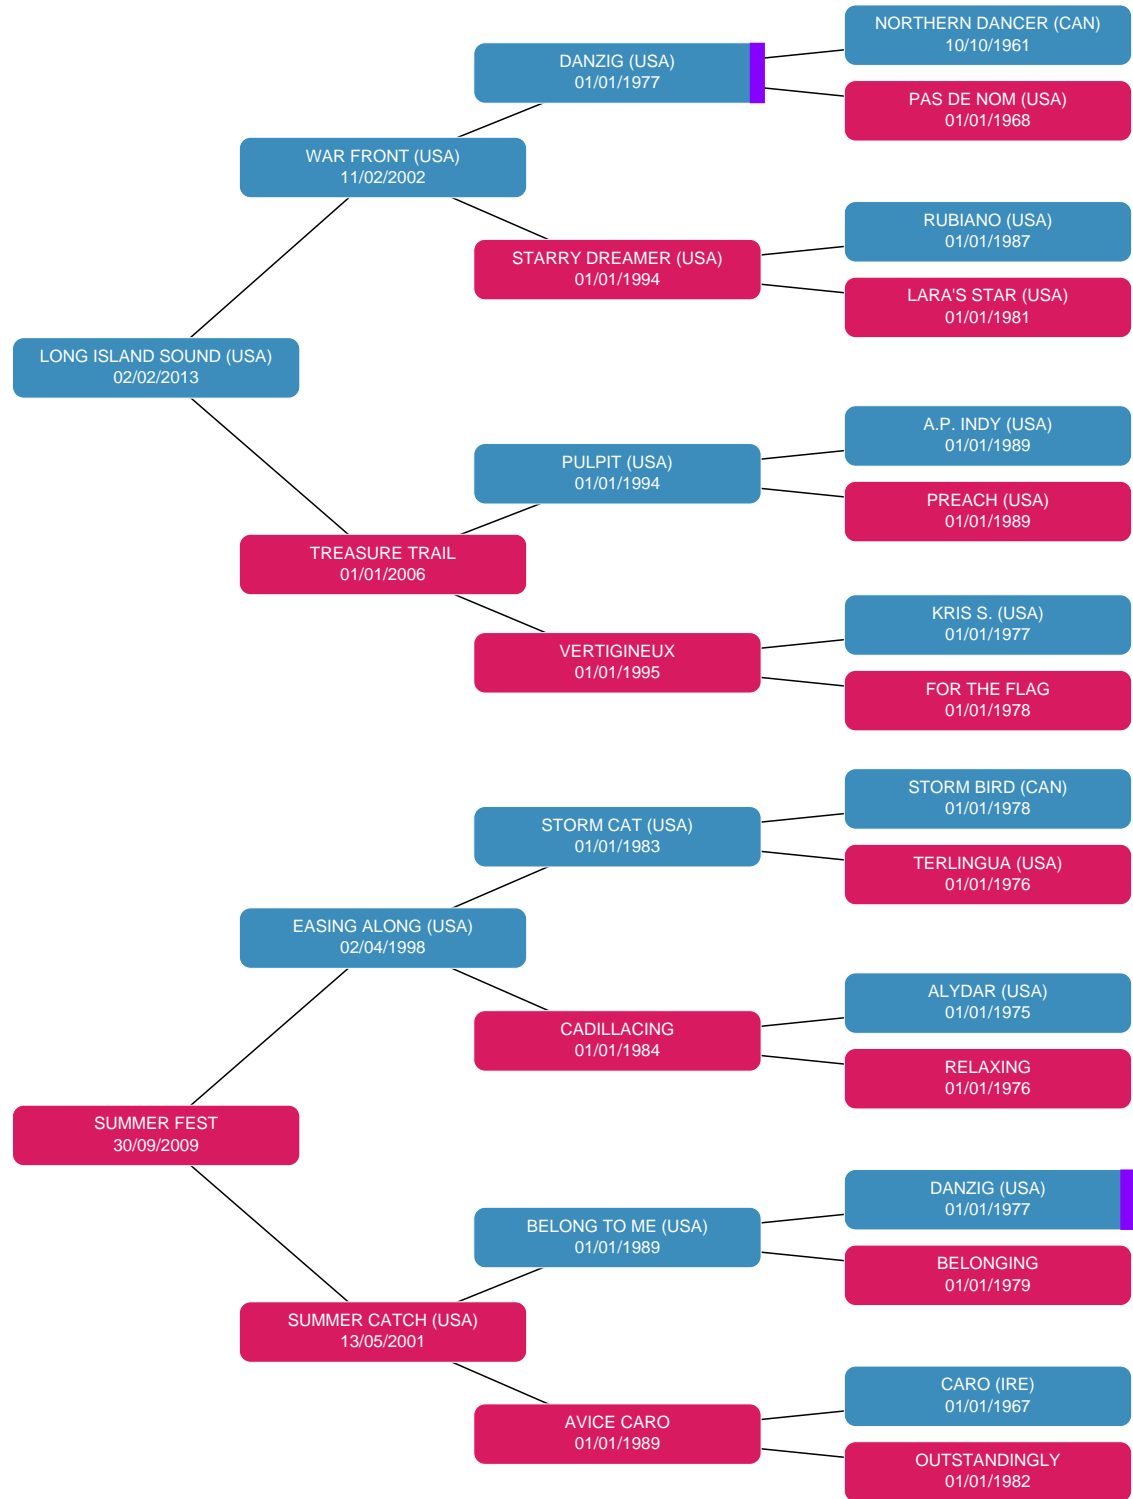 NORTHERN DANCER (CAN)
10/10/1961
DANZIG (USA)
01/01/1977
PAS DE NOM (USA)
01/01/1968
WAR FRONT (USA)
11/02/2002
RUBIANO (USA)
01/01/1987
STARRY DREAMER (USA)
01/01/1994
LARA'S STAR (USA)
01/01/1981
LONG ISLAND SOUND (USA)
02/02/2013
A.P. INDY (USA)
01/01/1989
PULPIT (USA)
01/01/1994
PREACH (USA)
01/01/1989
TREASURE TRAIL
01/01/2006
KRIS S. (USA)
01/01/1977
VERTIGINEUX
01/01/1995
FOR THE FLAG
01/01/1978
STORM BIRD (CAN)
01/01/1978
STORM CAT (USA)
01/01/1983
TERLINGUA (USA)
01/01/1976
EASING ALONG (USA)
02/04/1998
ALYDAR (USA)
01/01/1975
CADILLACING
01/01/1984
RELAXING
01/01/1976
SUMMER FEST
30/09/2009
DANZIG (USA)
01/01/1977
BELONG TO ME (USA)
01/01/1989
BELONGING
01/01/1979
SUMMER CATCH (USA)
13/05/2001
CARO (IRE)
01/01/1967
AVICE CARO
01/01/1989
OUTSTANDINGLY
01/01/1982